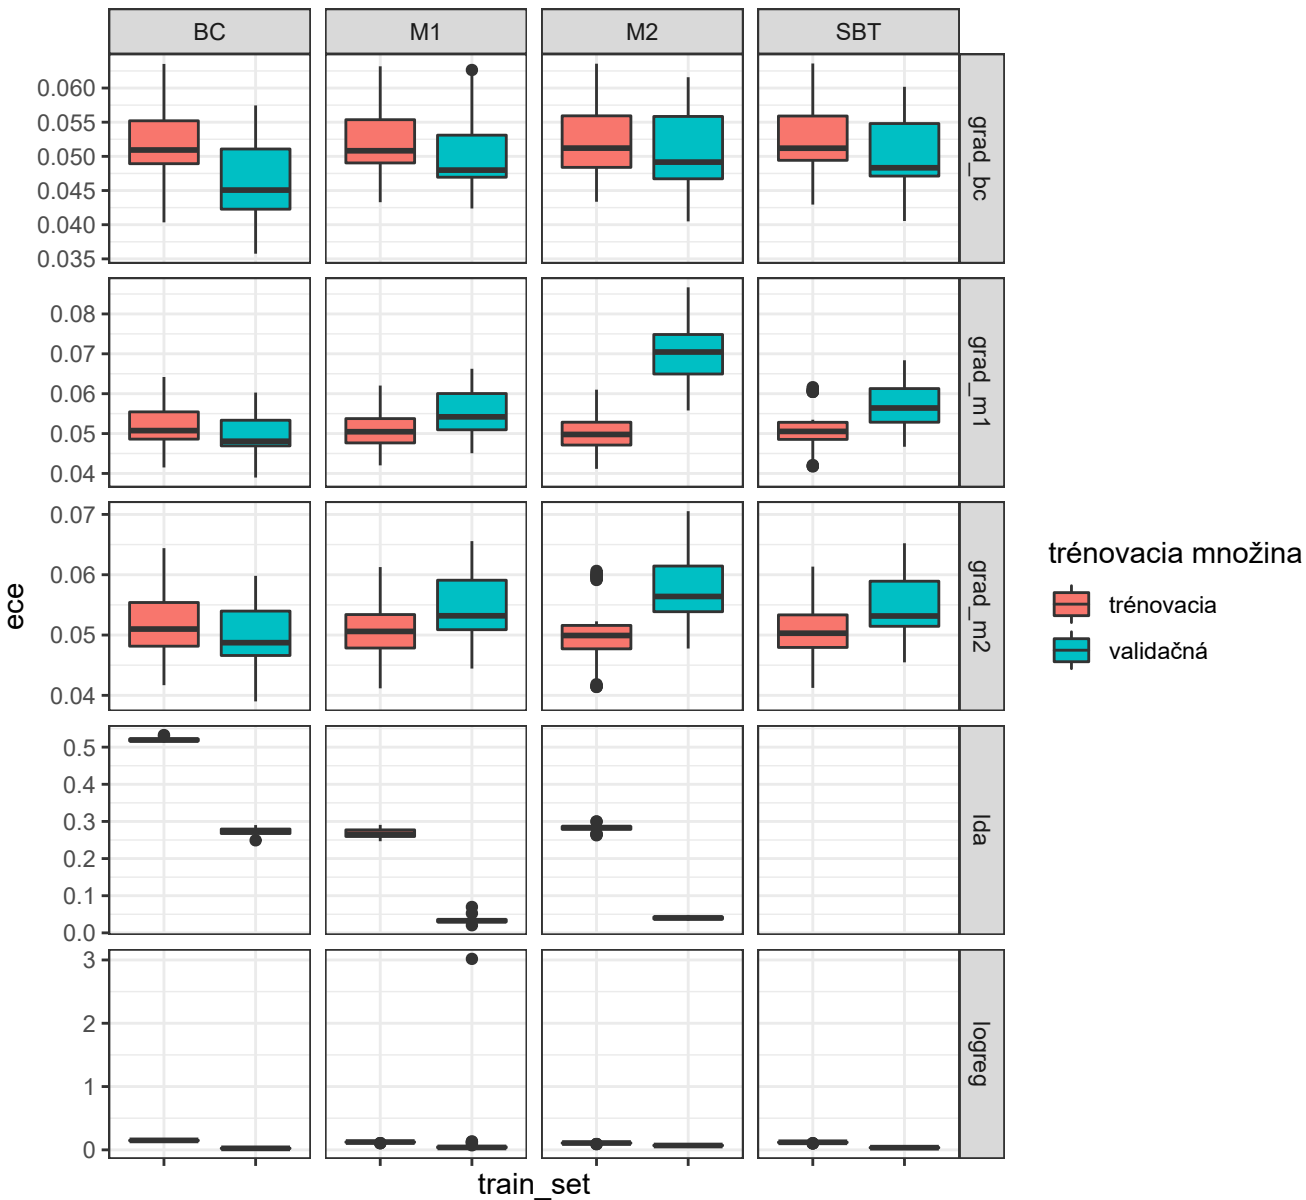 BC M1 M2 SBT
0.060
0.055
0.050
0.045
0.040
0.035
grad_bc
0.08
0.07
0.06
0.05
0.04
grad_m1
0.07
0.06
0.05
0.04
grad_m2
0.5
0.4
0.3
0.2
0.1
0.0
lda
3
2
1
0
logreg
ece
train_set
trénovacia množina
trénovacia
validačná